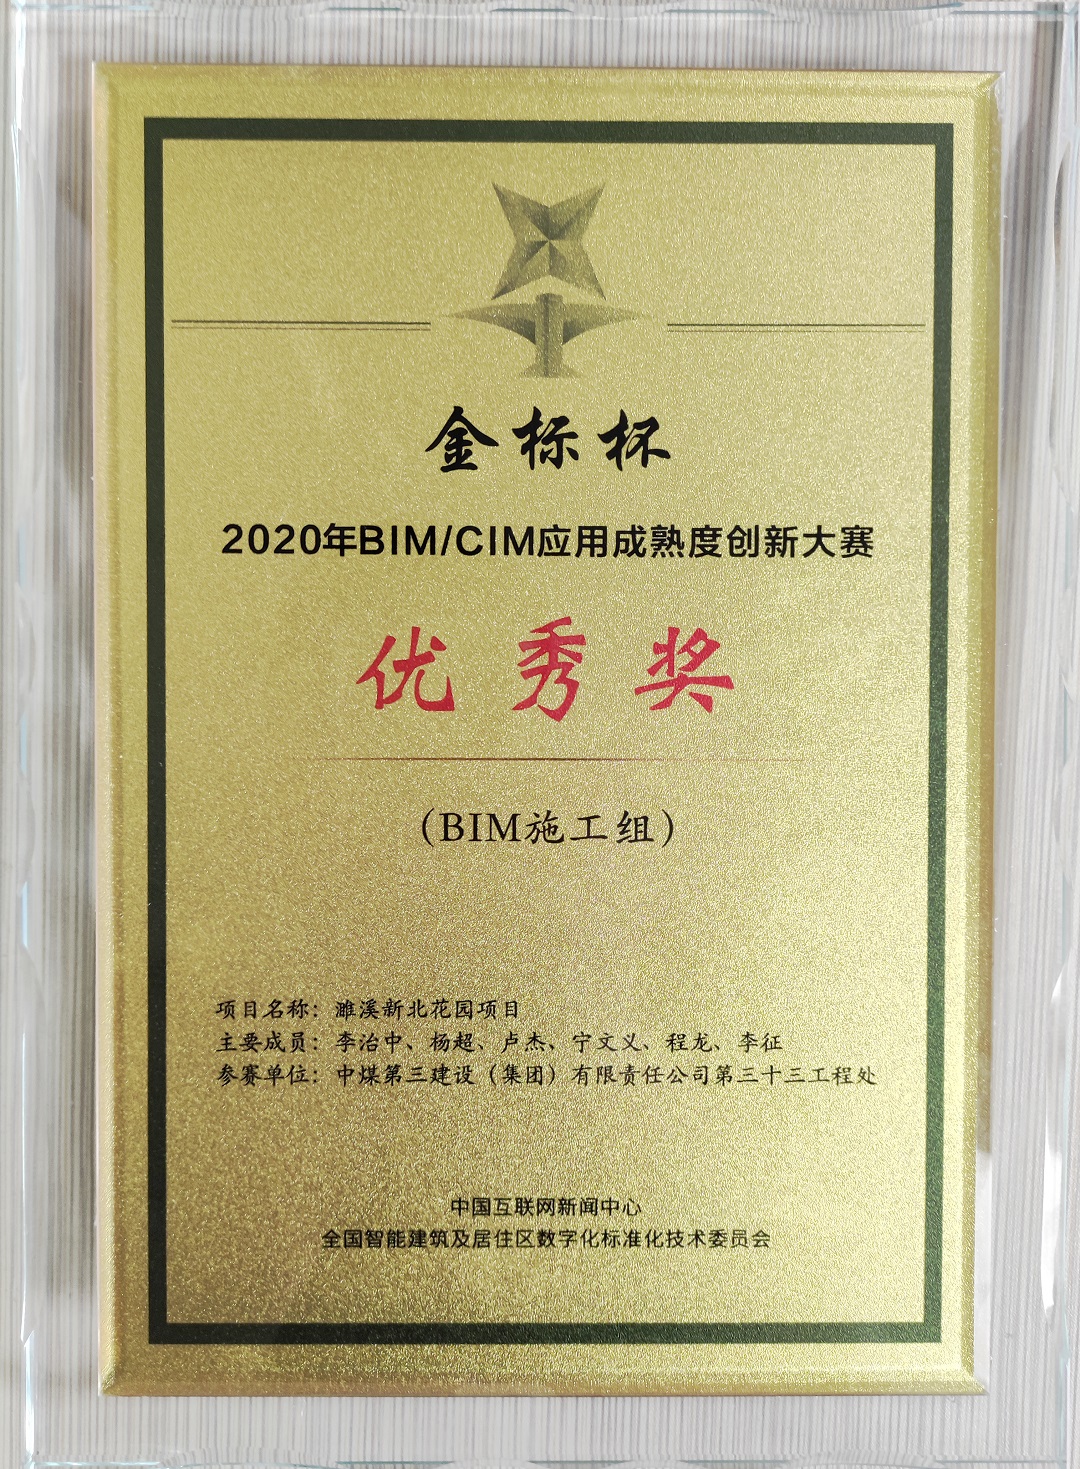 金标杯
2020年BIM/CIM应用成熟度创新大赛
优秀奖
（BIM施工组）
项目名称：濉溪新北花园项目
主要成员：李治中、杨超、卢杰、宁文义、程龙、李征
参赛单位：中煤第三建设（集团）有限责任公司第三十三工程处
中国互联网新闻中心
全国智能建筑及居住区数字化标准化技术委员会